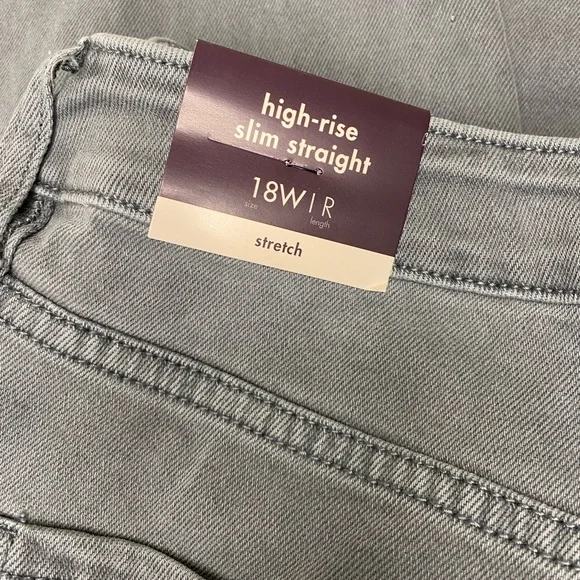 high-rise
slim straight
18W|R
size length
stretch